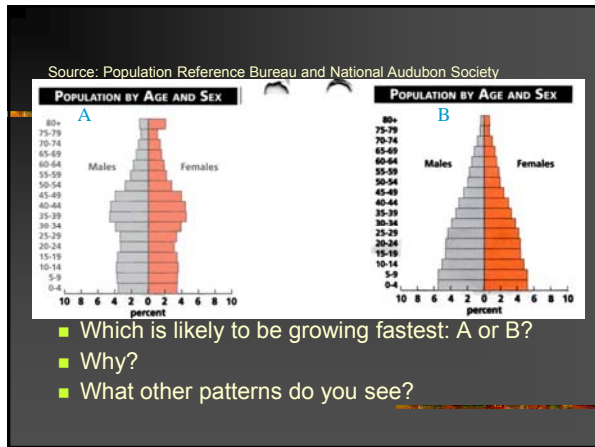 Source: Population Reference Bureau and National Audubon Society
POPULATION BY AGE AND SEX
A
80+
75-79
70-74
65-69
60-64
55-59
50-54
45-49
40-44
35-39
30-34
25-29
20-24
15-19
10-14
5-9
0-4
Males
Females
10 8 6 4 2 0 2 4 6 8 10
percent
POPULATION BY AGE AND SEX
B
80+
75-79
70-74
65-69
60-64
55-59
50-54
45-49
40-44
35-39
30-34
25-29
20-24
15-19
10-14
5-9
0-4
Males
Females
10 8 6 4 2 0 2 4 6 8 10
percent
Which is likely to be growing fastest: A or B?
Why?
What other patterns do you see?